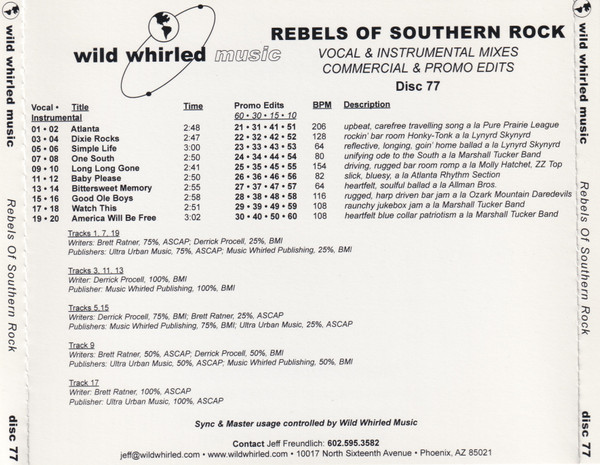 wild whirled music
Rebels Of Southern Rock
disc 77
wild whirled music
REBELS OF SOUTHERN ROCK
VOCAL & INSTRUMENTAL MIXES
COMMERCIAL & PROMO EDITS
Disc 77
Vocal • Title Time Promo Edits BPM Description
Instrumental 60 • 30 • 15 • 10
01 • 02 Atlanta 2:48 21 • 31 • 41 • 51 206 upbeat, carefree travelling song a la Pure Prairie League
03 • 04 Dixie Rocks 2:47 22 • 32 • 42 • 52 128 rockin' bar room Honky-Tonk a la Lynyrd Skynyrd
05 • 06 Simple Life 3:00 23 • 33 • 43 • 53 64 reflective, longing, goin' home ballad a la Lynyrd Skynyrd
07 • 08 One South 2:50 24 • 34 • 44 • 54 80 unifying ode to the South a la Marshall Tucker Band
09 • 10 Long Long Gone 2:41 25 • 35 • 45 • 55 154 driving, rugged bar room romp a la Molly Hatchet, ZZ Top
11 • 12 Baby Please 2:50 26 • 36 • 46 • 56 82 slick, bluesy, a la Atlanta Rhythm Section
13 • 14 Bittersweet Memory 2:55 27 • 37 • 47 • 57 64 heartfelt, soulful ballad a la Allman Bros.
15 • 16 Good Ole Boys 2:58 28 • 38 • 48 • 58 116 rugged, harp driven bar jam a la Ozark Mountain Daredevils
17 • 18 Watch This 2:51 29 • 39 • 49 • 59 108 raunchy jukebox jam a la Marshall Tucker Band
19 • 20 America Will Be Free 3:02 30 • 40 • 50 • 60 108 heartfelt blue collar patriotism a la Marshall Tucker Band
Tracks 1, 7, 19
Writers: Brett Ratner, 75%, ASCAP; Derrick Procell, 25%, BMI
Publishers: Ultra Urban Music, 75%, ASCAP; Music Whirled Publishing, 25%, BMI
Tracks 3, 11, 13
Writer: Derrick Procell, 100%, BMI
Publisher: Music Whirled Publishing, 100%, BMI
Tracks 5,15
Writers: Derrick Procell, 75%, BMI; Brett Ratner, 25%, ASCAP
Publishers: Music Whirled Publishing, 75%, BMI; Ultra Urban Music, 25%, ASCAP
Track 9
Writers: Brett Ratner, 50%, ASCAP; Derrick Procell, 50%, BMI
Publishers: Ultra Urban Music, 50%, ASCAP; Music Whirled Publishing, 50%, BMI
Track 17
Writer: Brett Ratner, 100%, ASCAP
Publisher: Ultra Urban Music, 100%, ASCAP
Sync & Master usage controlled by Wild Whirled Music
Contact Jeff Freundlich: 602.595.3582
jeff@wildwhirled.com • www.wildwhirled.com • 10017 North Sixteenth Avenue • Phoenix, AZ 85021
wild whirled music
Rebels Of Southern Rock
disc 77